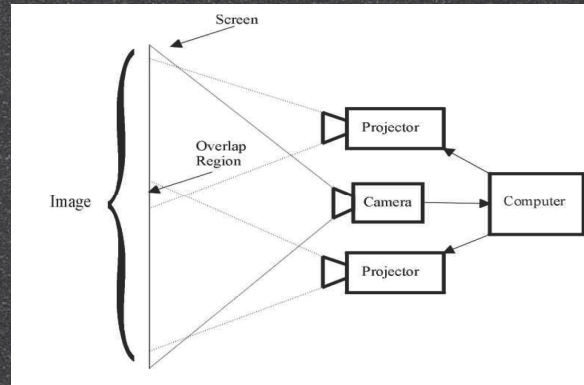 Screen
Projector
Overlap
Region
Image
Camera
Computer
Projector